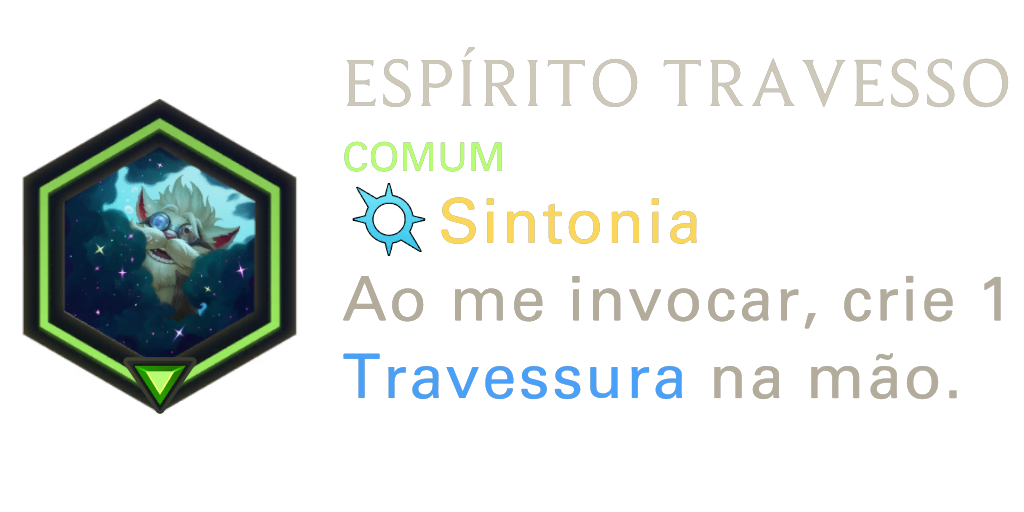 ESPÍRITO TRAVESSO
COMUM
Sintonia
Ao me invocar, crie 1
Travessura na mão.